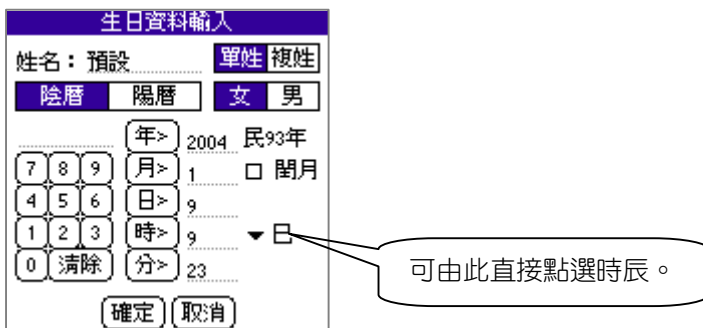 生日資料輸入
姓名：預設 單姓 複姓
陰曆 陽曆 女 男
年> 2004 民93年
7 8 9 月> 1 閏月
4 5 6 日> 9
1 2 3 時> 9 巳
0 清除 分> 23
確定 取消
可由此直接點選時辰。